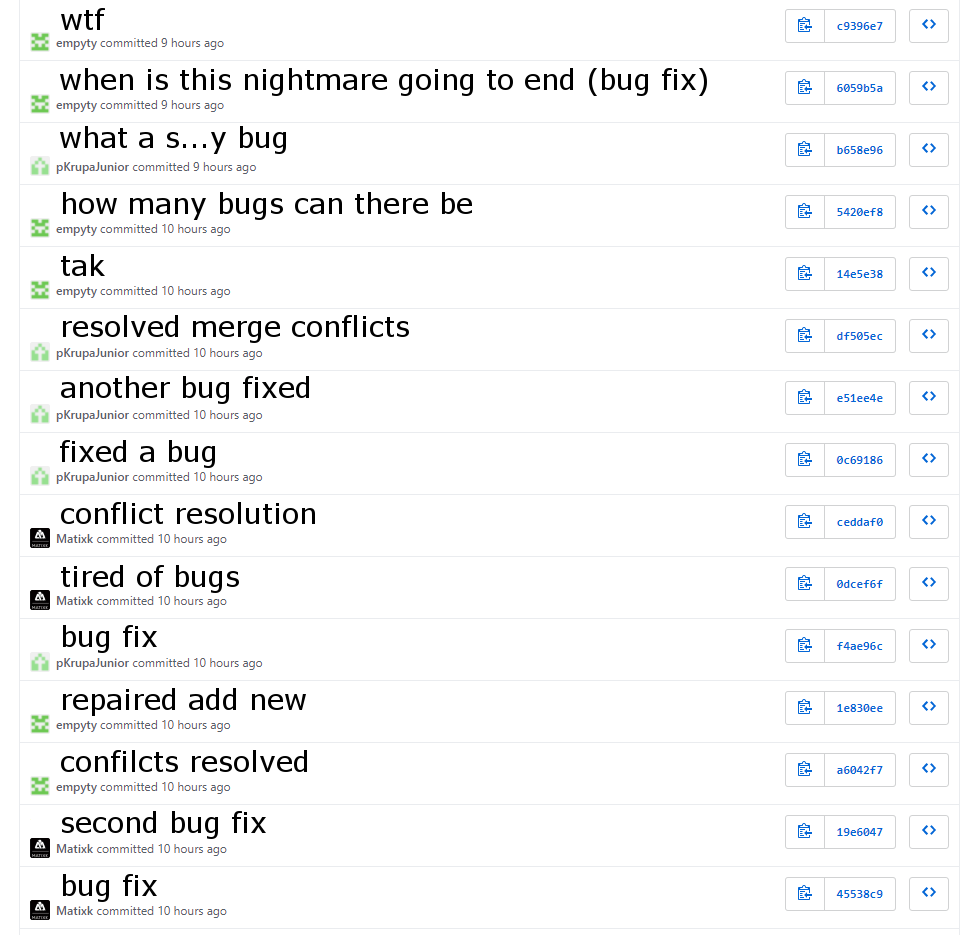 wtf
empyty committed 9 hours ago
c9396e7
when is this nightmare going to end (bug fix)
empyty committed 9 hours ago
6059b5a
what a s...y bug
pKrupaJunior committed 9 hours ago
b658e96
how many bugs can there be
empyty committed 10 hours ago
5420ef8
tak
empyty committed 10 hours ago
14e5e38
resolved merge conflicts
pKrupaJunior committed 10 hours ago
df505ec
another bug fixed
pKrupaJunior committed 10 hours ago
e51ee4e
fixed a bug
pKrupaJunior committed 10 hours ago
0c69186
conflict resolution
MATIXK
Matixk committed 10 hours ago
ceddaf0
tired of bugs
MATIXK
Matixk committed 10 hours ago
0dcef6f
bug fix
pKrupaJunior committed 10 hours ago
f4ae96c
repaired add new
empyty committed 10 hours ago
1e830ee
confilcts resolved
empyty committed 10 hours ago
a6042f7
second bug fix
MATIXK
Matixk committed 10 hours ago
19e6047
bug fix
MATIXK
Matixk committed 10 hours ago
45538c9